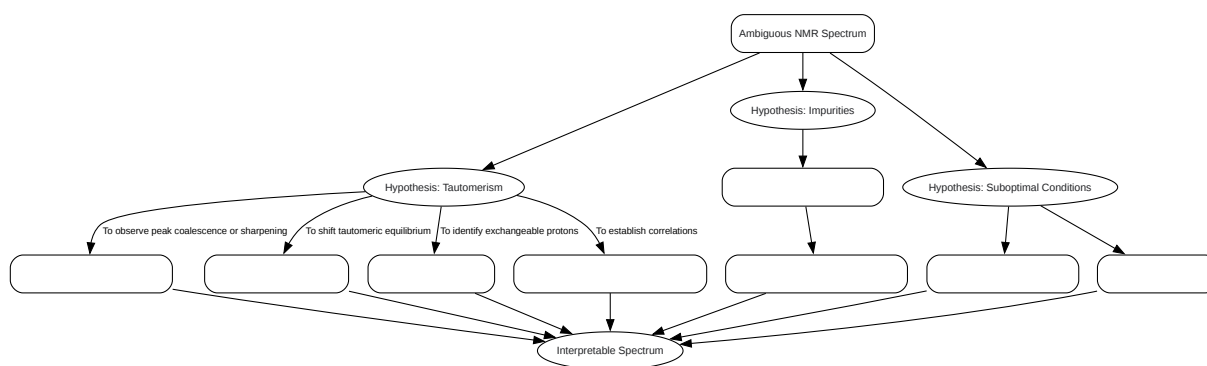 Ambiguous NMR Spectrum
Hypothesis: Impurities
Hypothesis: Tautomerism
Hypothesis: Suboptimal Conditions
To observe peak coalescence or sharpening
To shift tautomeric equilibrium
To identify exchangeable protons
To establish correlations
Interpretable Spectrum